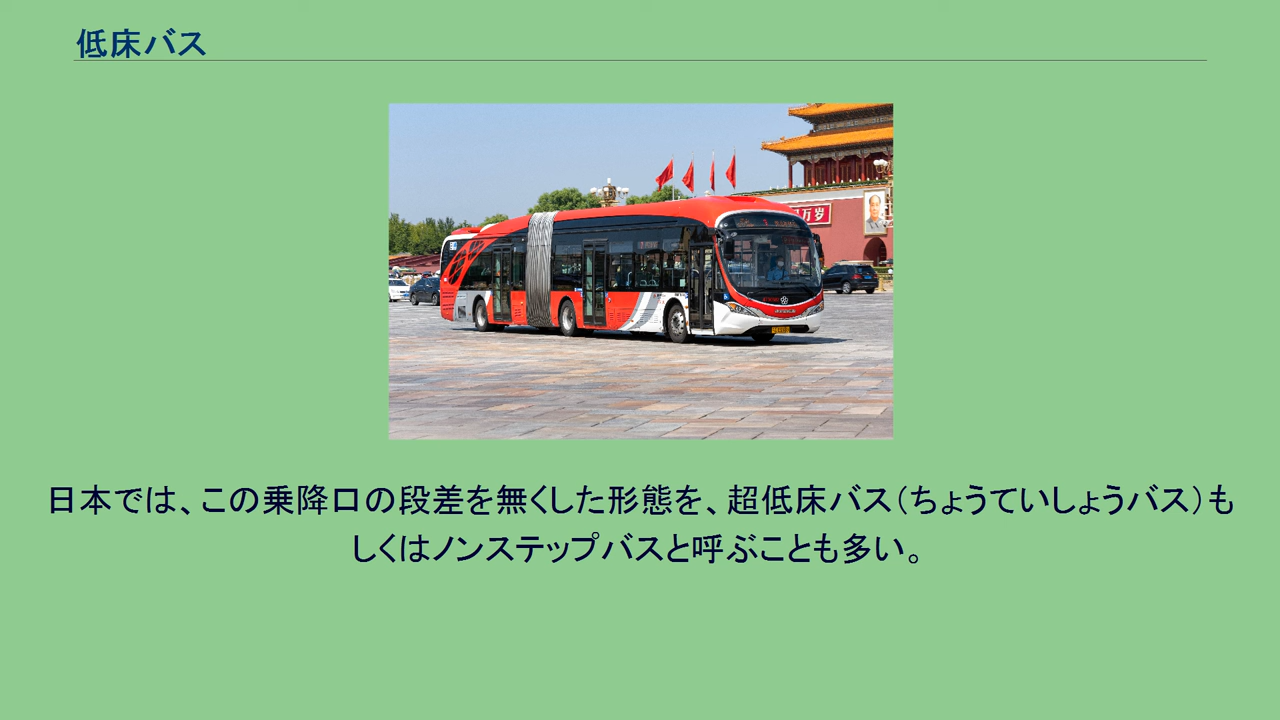 低床バス
万岁
日本では、この乗降口の段差を無くした形態を、超低床バス（ちょうていしょうバス）も
しくはノンステップバスと呼ぶことも多い。